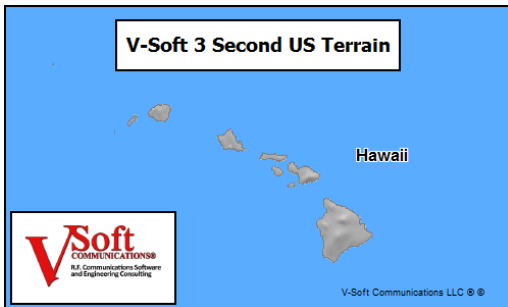 V-Soft 3 Second US Terrain
Hawaii
VSoft
COMMUNICATIONS®
R.F. Communications Software
and Engineering Consulting
V-Soft Communications LLC ® ©